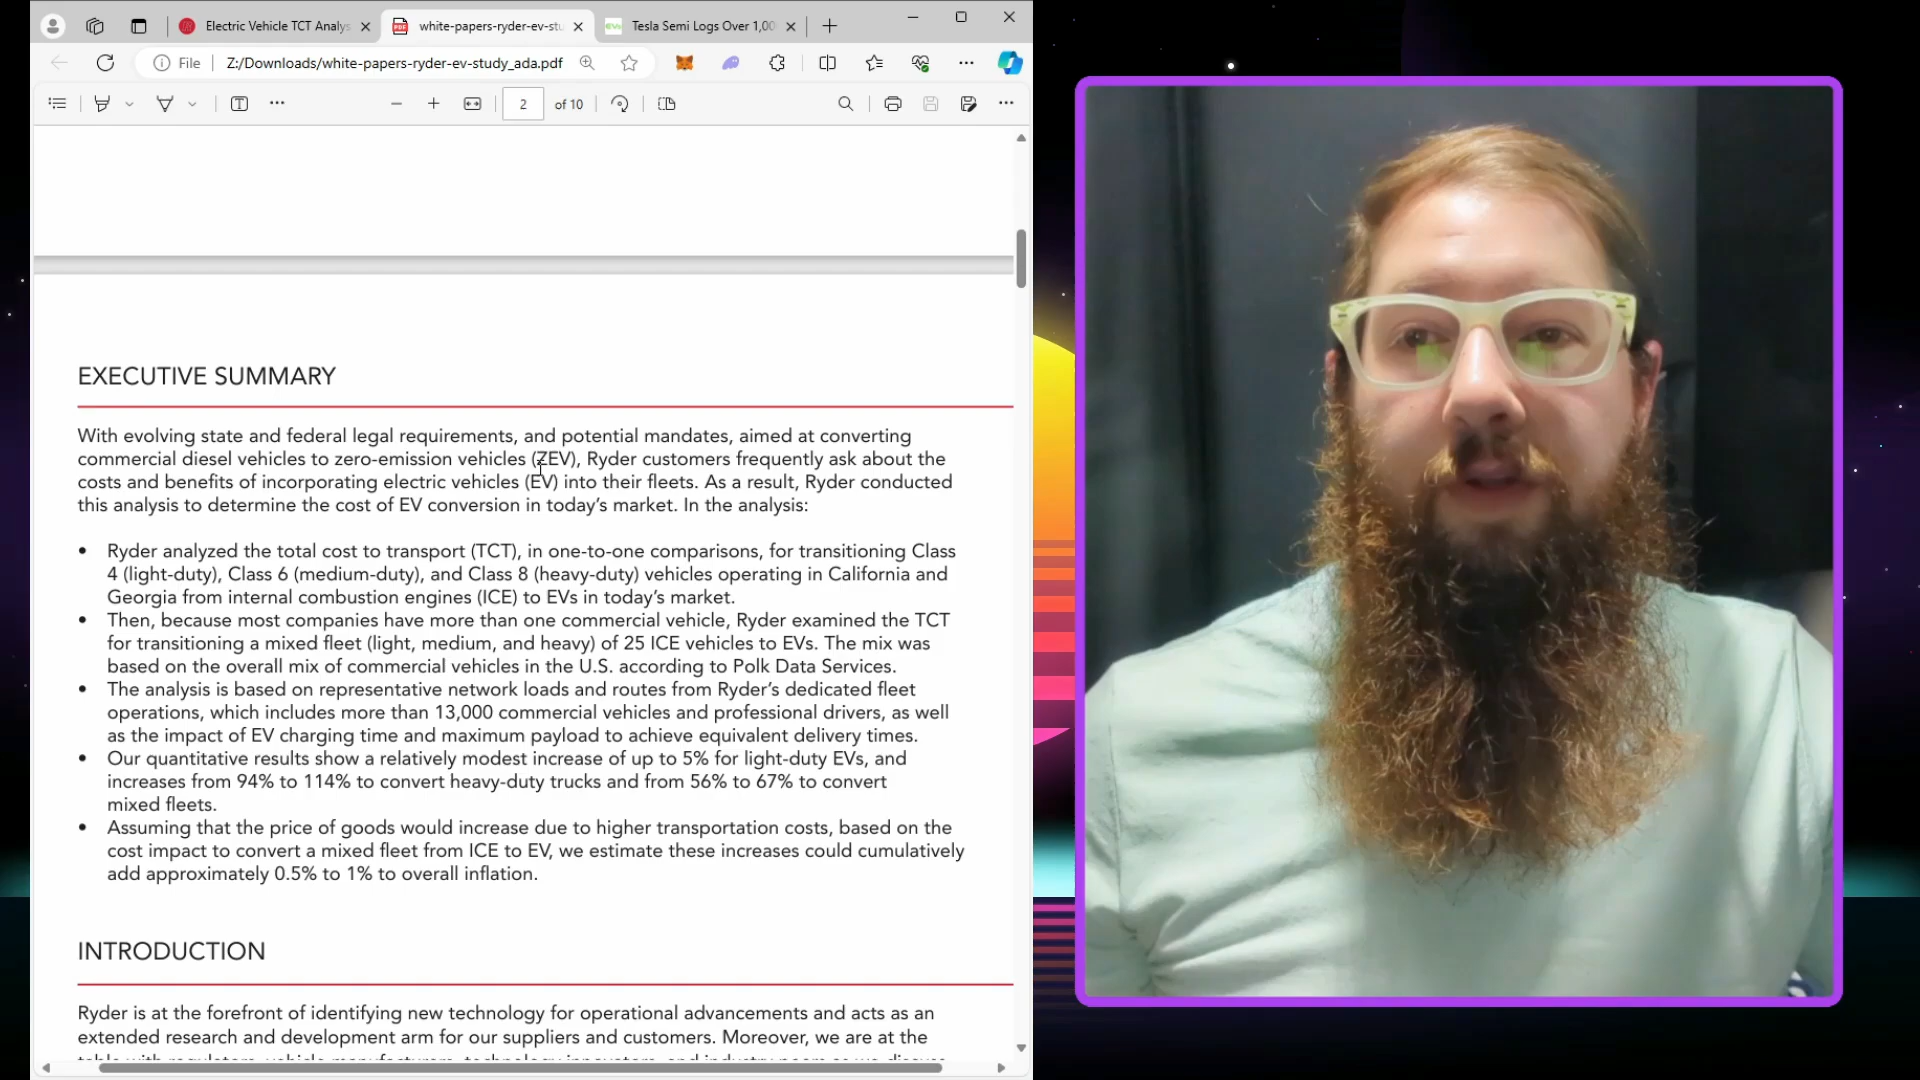 Electric Vehicle TCT Analys
white-papers-ryder-ev-stu
Tesla Semi Logs Over 1,00
File
Z:/Downloads/white-papers-ryder-ev-study_ada.pdf
2 of 10
EXECUTIVE SUMMARY
With evolving state and federal legal requirements, and potential mandates, aimed at converting
commercial diesel vehicles to zero-emission vehicles (ZEV), Ryder customers frequently ask about the
costs and benefits of incorporating electric vehicles (EV) into their fleets. As a result, Ryder conducted
this analysis to determine the cost of EV conversion in today's market. In the analysis:
• Ryder analyzed the total cost to transport (TCT), in one-to-one comparisons, for transitioning Class
4 (light-duty), Class 6 (medium-duty), and Class 8 (heavy-duty) vehicles operating in California and
Georgia from internal combustion engines (ICE) to EVs in today's market.
• Then, because most companies have more than one commercial vehicle, Ryder examined the TCT
for transitioning a mixed fleet (light, medium, and heavy) of 25 ICE vehicles to EVs. The mix was
based on the overall mix of commercial vehicles in the U.S. according to Polk Data Services.
• The analysis is based on representative network loads and routes from Ryder's dedicated fleet
operations, which includes more than 13,000 commercial vehicles and professional drivers, as well
as the impact of EV charging time and maximum payload to achieve equivalent delivery times.
• Our quantitative results show a relatively modest increase of up to 5% for light-duty EVs, and
increases from 94% to 114% to convert heavy-duty trucks and from 56% to 67% to convert
mixed fleets.
• Assuming that the price of goods would increase due to higher transportation costs, based on the
cost impact to convert a mixed fleet from ICE to EV, we estimate these increases could cumulatively
add approximately 0.5% to 1% to overall inflation.
INTRODUCTION
Ryder is at the forefront of identifying new technology for operational advancements and acts as an
extended research and development arm for our suppliers and customers. Moreover, we are at the
table with regulators, vehicle manufacturers, technology innovators, and industry peers as we discuss